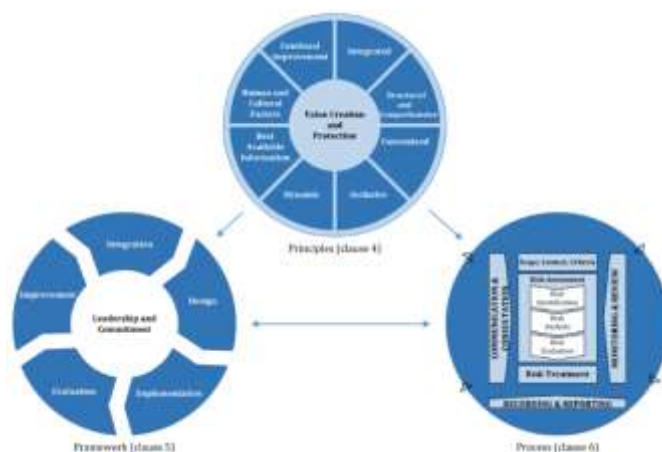 Continual
Improvement
Integrated
Human and
Cultural
Factors
Structured
and
Comprehensive
Value Creation
and
Protection
Best
Available
Information
Customized
Dynamic
Inclusive
Principles (clause 4)
Integration
Improvement
Design
Leadership and
Commitment
Evaluation
Implementation
Framework (clause 5)
Scope, Context, Criteria
Risk Assessment
Risk
Identification
Risk
Analysis
Risk
Evaluation
COMMUNICATION &
CONSULTATION
MONITORING & REVIEW
Risk Treatment
RECORDING & REPORTING
Process (clause 6)